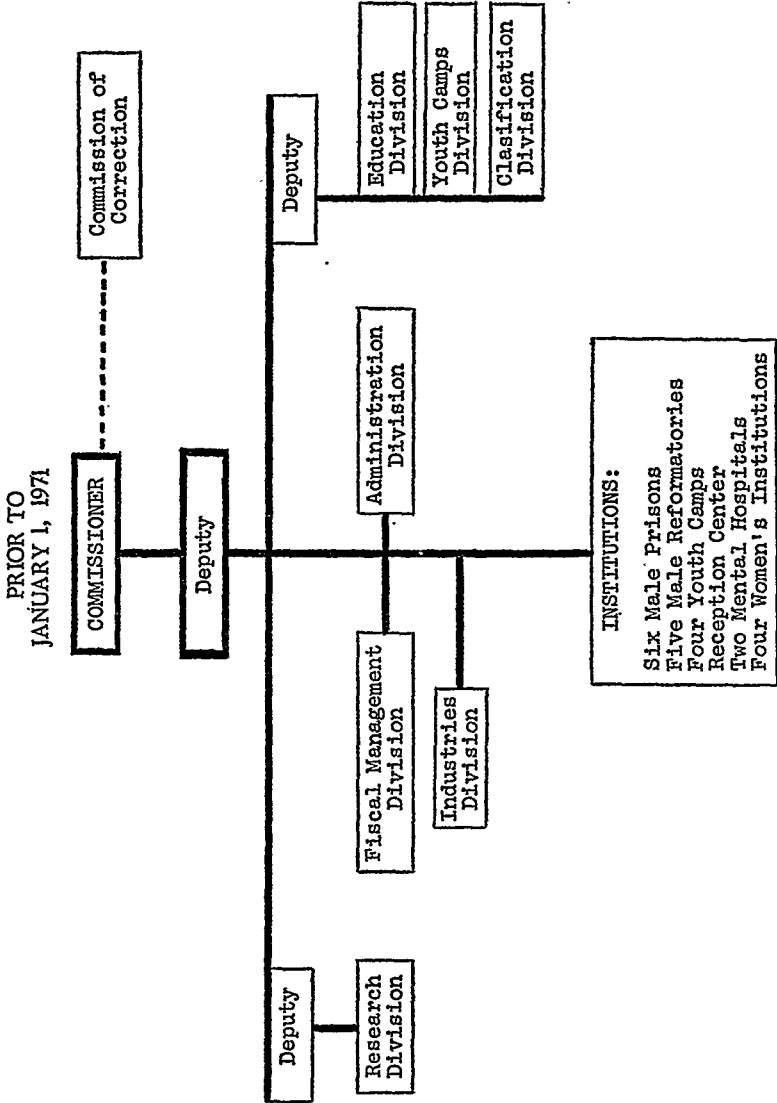 PRIOR TO
JANUARY 1, 1971
COMMISSIONER
Commission of
Correction
Deputy
Deputy
Research
Division
Fiscal Management
Division
Administration
Division
Industries
Division
Deputy
Education
Division
Youth Camps
Division
Clasification
Division
INSTITUTIONS:
Six Male Prisons
Five Male Reformatories
Four Youth Camps
Reception Center
Two Mental Hospitals
Four Women's Institutions